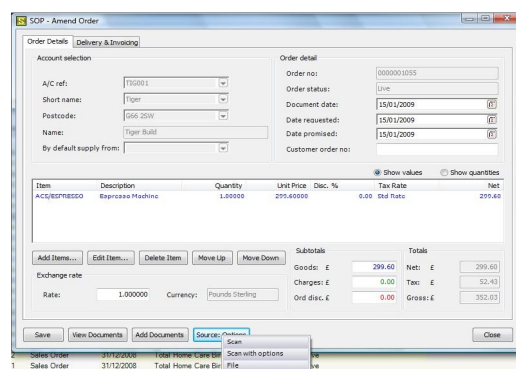 SOP - Amend Order
Order Details Delivery & Invoicing
Account selection
A/C ref: TIG001
Short name: Tiger
Postcode: G66 2SW
Name: Tiger Build
By default supply from:
Order detail
Order no: 0000001055
Order status: Live
Document date: 15/01/2009
Date requested: 15/01/2009
Date promised: 15/01/2009
Customer order no:
Show values Show quantities
Item Description Quantity Unit Price Disc. % Tax Rate Net
ACS/ESPRESSO Espresso Machine 1.00000 299.60000 0.00 Std Rate 299.60
Add Items... Edit Item... Delete Item Move Up Move Down
Exchange rate
Rate: 1.000000 Currency: Pounds Sterling
Subtotals
Goods: £ 299.60
Charges: £ 0.00
Ord disc. £ 0.00
Totals
Net: £ 299.60
Tax: £ 52.43
Gross: £ 352.03
Save View Documents Add Documents Source: Options Close
Scan
Scan with options
File
2 Sales Order 31/12/2008 Total Home Care Bir ve
1 Sales Order 31/12/2008 Total Home Care Bir ve